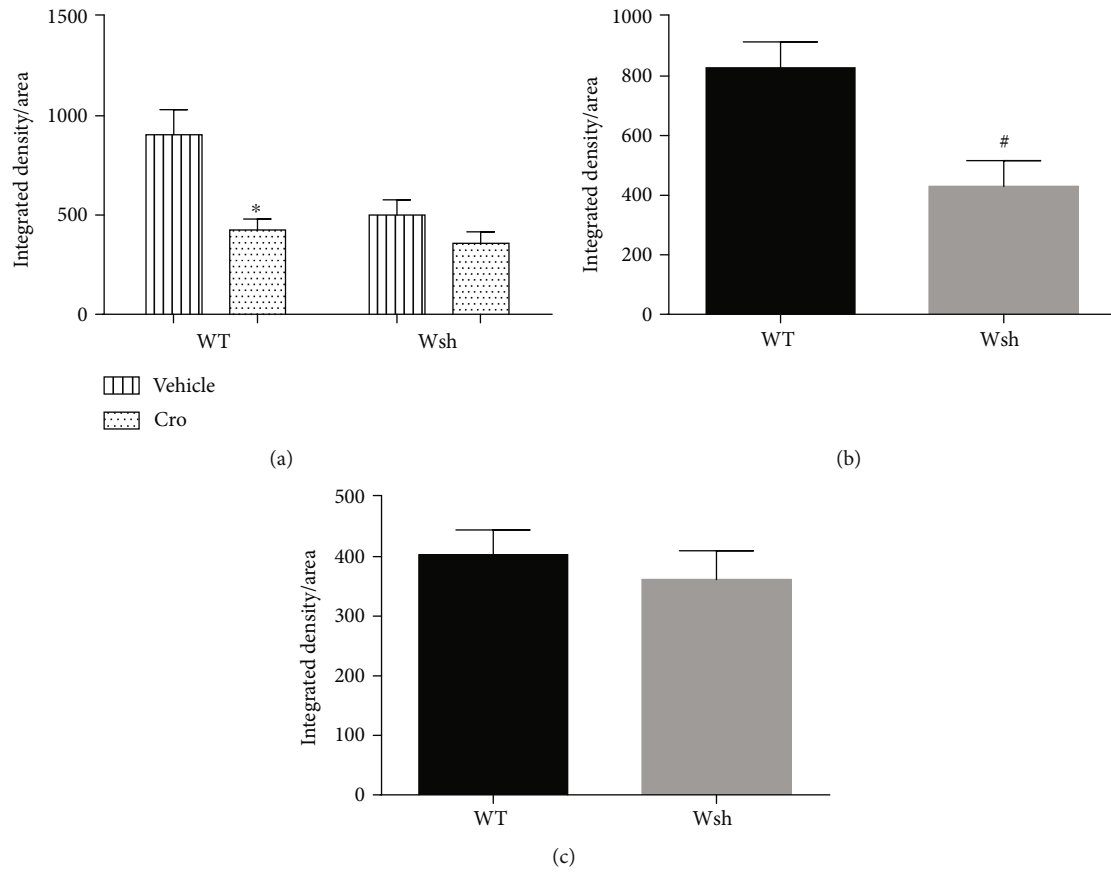 Integrated density/area
1500
1000
500
0
*
WT
Wsh
Vehicle
Cro
(a)
Integrated density/area
1000
800
600
400
200
0
#
WT
Wsh
(b)
Integrated density/area
500
400
300
200
100
0
WT
Wsh
(c)